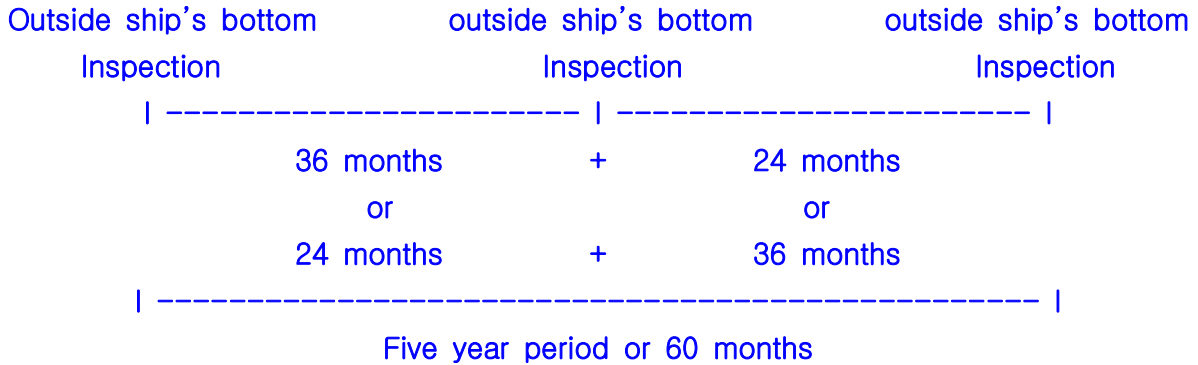 Outside ship's bottom outside ship's bottom outside ship's bottom
Inspection Inspection Inspection
| ----------------------- | ----------------------- |
36 months + 24 months
or or
24 months + 36 months
| ------------------------------------------------- |
Five year period or 60 months